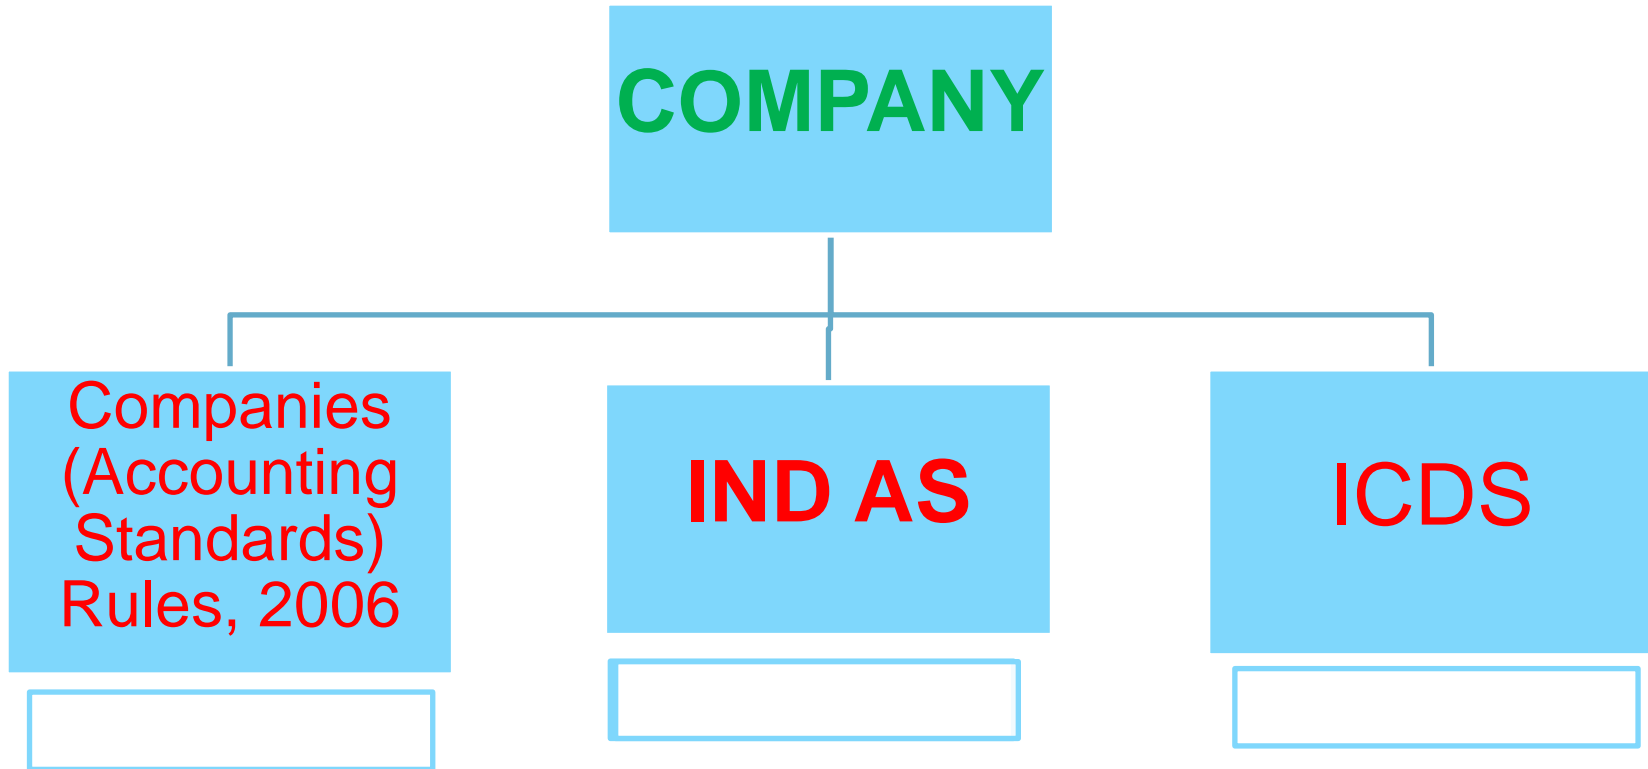 COMPANY
Companies
(Accounting
Standards)
Rules, 2006
IND AS
ICDS